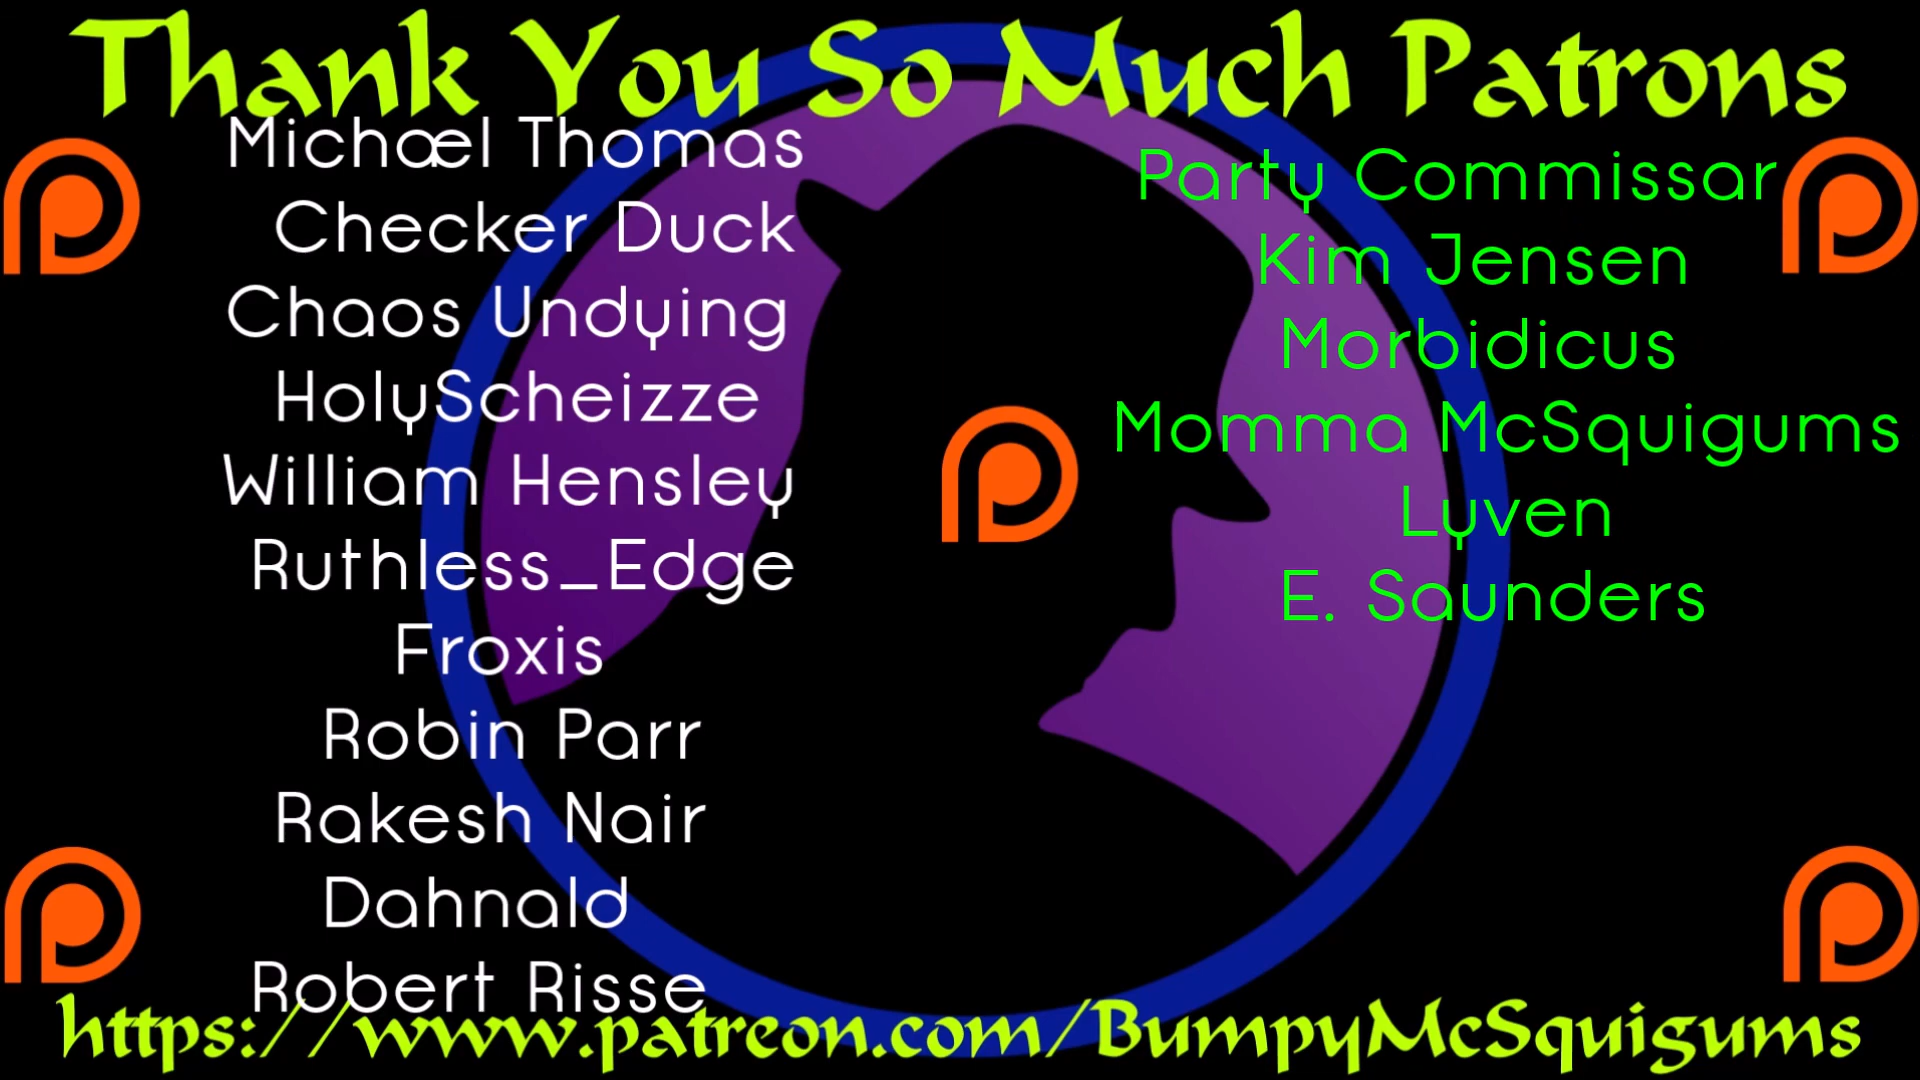 Thank You So Much Patrons
Michæl Thomas
Checker Duck
Chaos Undying
HolyScheizze
William Hensley
Ruthless_Edge
Froxis
Robin Parr
Rakesh Nair
Dahnald
Robert Risse
Party Commissar
Kim Jensen
Morbidicus
Momma McSquigums
Lyven
E. Saunders
https://www.patreon.com/BumpyMcSquigums